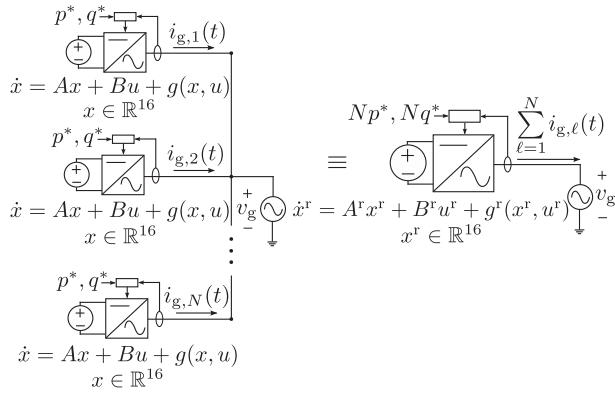 p*, q*
i_{g,1}(t)
ẋ = Ax + Bu + g(x, u)
x ∈ ℝ^{16}
p*, q*
i_{g,2}(t)
ẋ = Ax + Bu + g(x, u)
x ∈ ℝ^{16}
+
v_g
−
p*, q*
i_{g,N}(t)
ẋ = Ax + Bu + g(x, u)
x ∈ ℝ^{16}
≡
Np*, Nq*
\sum_{ℓ=1}^{N} i_{g,ℓ}(t)
ẋ^r = A^r x^r + B^r u^r + g^r(x^r, u^r)
x^r ∈ ℝ^{16}
+
v_g
−